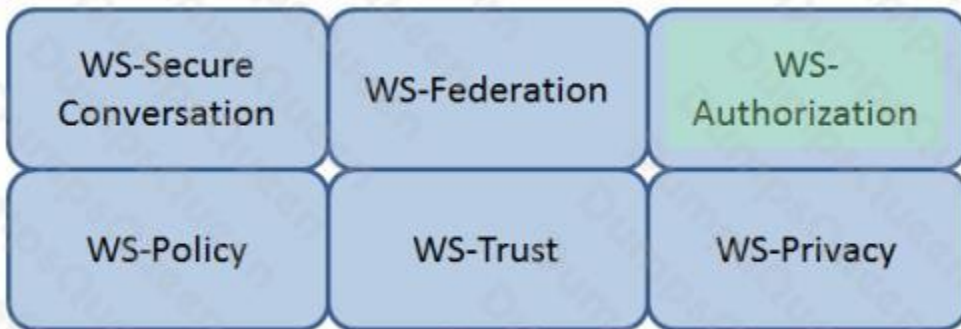 WS-Secure
Conversation
WS-Federation
WS-
Authorization
WS-Policy
WS-Trust
WS-Privacy